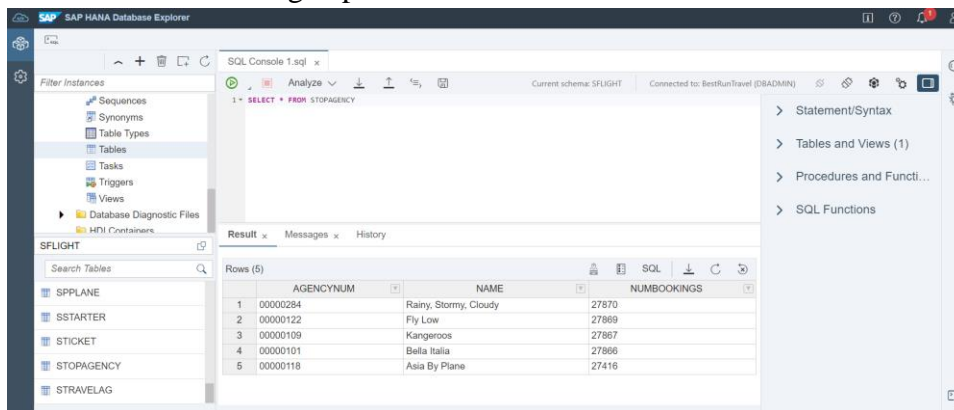 SAP SAP HANA Database Explorer
SQL Console 1.sql
Filter Instances
Analyze
Current schema: SFLIGHT
Connected to: BestRunTravel (DBADMIN)
Sequences
Synonyms
Table Types
Tables
Tasks
Triggers
Views
Database Diagnostic Files
HDI Containers
1 SELECT * FROM STOPAGENCY
Statement/Syntax
Tables and Views (1)
Procedures and Functi...
SQL Functions
SFLIGHT
Search Tables
SPPLANE
SSTARTER
STICKET
STOPAGENCY
STRAVELAG
Result Messages History
Rows (5)
SQL
AGENCYNUM NAME NUMBOOKINGS
1 00000284 Rainy, Stormy, Cloudy 27870
2 00000122 Fly Low 27869
3 00000109 Kangeroos 27867
4 00000101 Bella Italia 27866
5 00000118 Asia By Plane 27416